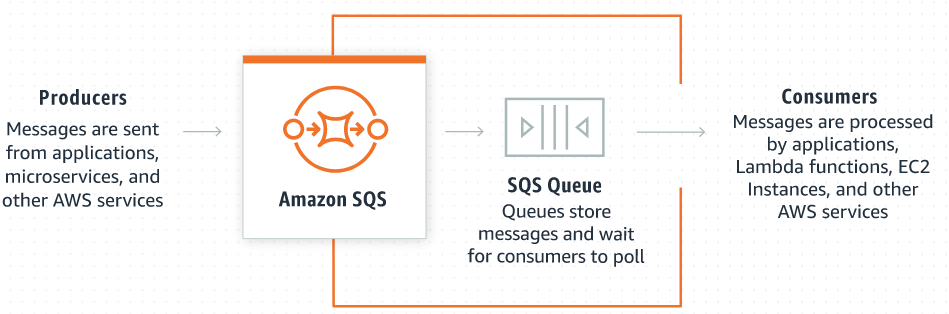 Producers
Messages are sent
from applications,
microservices, and
other AWS services
Amazon SQS
SQS Queue
Queues store
messages and wait
for consumers to poll
Consumers
Messages are processed
by applications,
Lambda functions, EC2
Instances, and other
AWS services